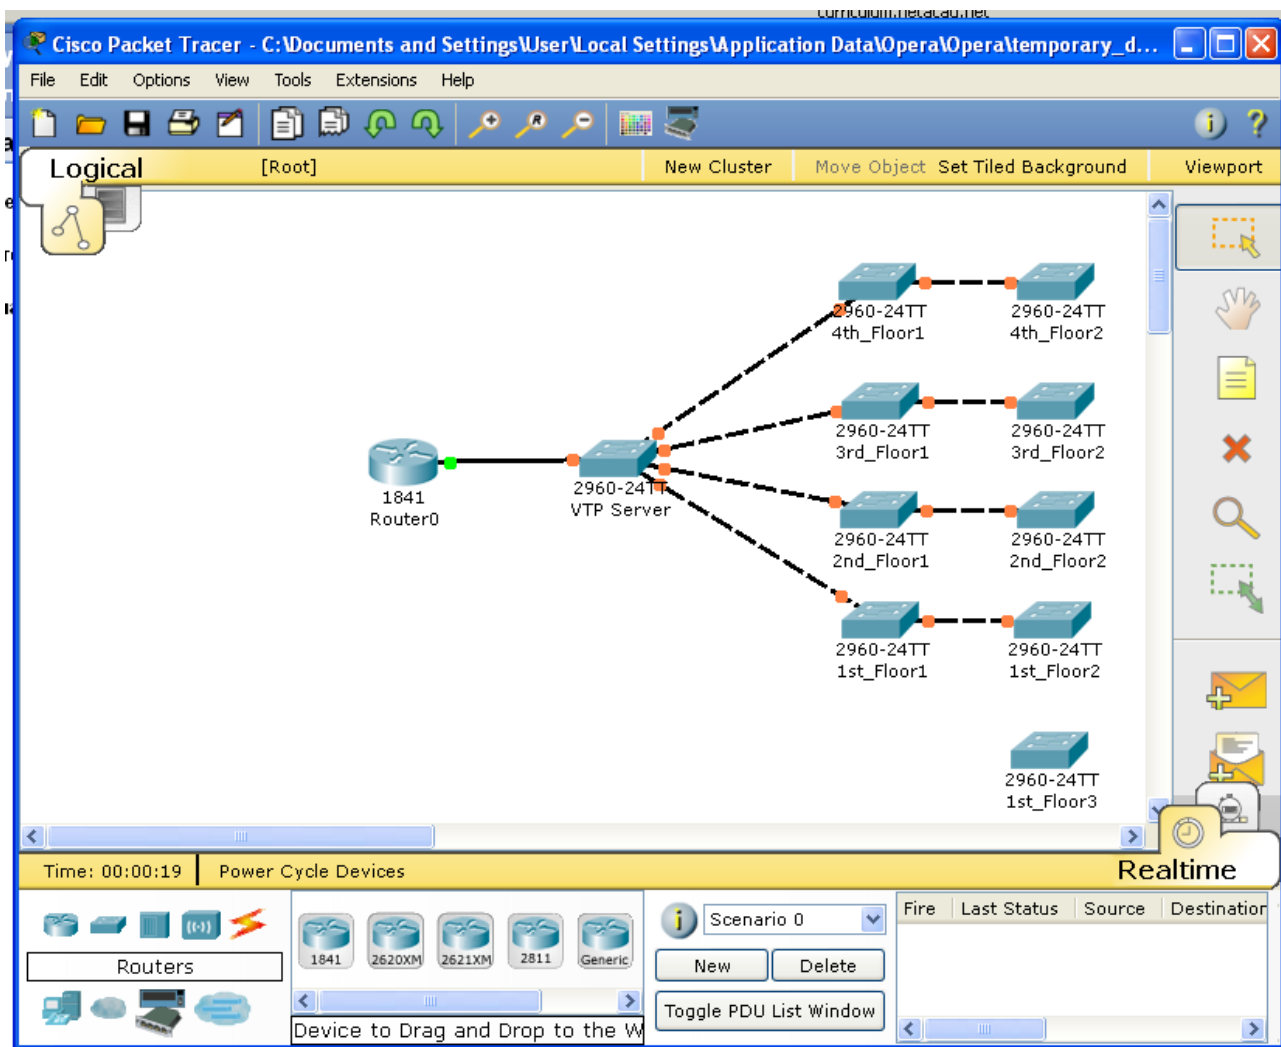 curriculum.netacad.net
Cisco Packet Tracer - C:\Documents and Settings\User\Local Settings\Application Data\Opera\Opera\temporary_d...
File Edit Options View Tools Extensions Help
Logical [Root] New Cluster Move Object Set Tiled Background Viewport
2960-24TT
4th_Floor1
2960-24TT
4th_Floor2
2960-24TT
3rd_Floor1
2960-24TT
3rd_Floor2
1841
Router0
2960-24TT
VTP Server
2960-24TT
2nd_Floor1
2960-24TT
2nd_Floor2
2960-24TT
1st_Floor1
2960-24TT
1st_Floor2
2960-24TT
1st_Floor3
Realtime
Time: 00:00:19 Power Cycle Devices
Routers
1841 2620XM 2621XM 2811 Generic
Device to Drag and Drop to the W
Scenario 0
New Delete
Toggle PDU List Window
Fire Last Status Source Destination